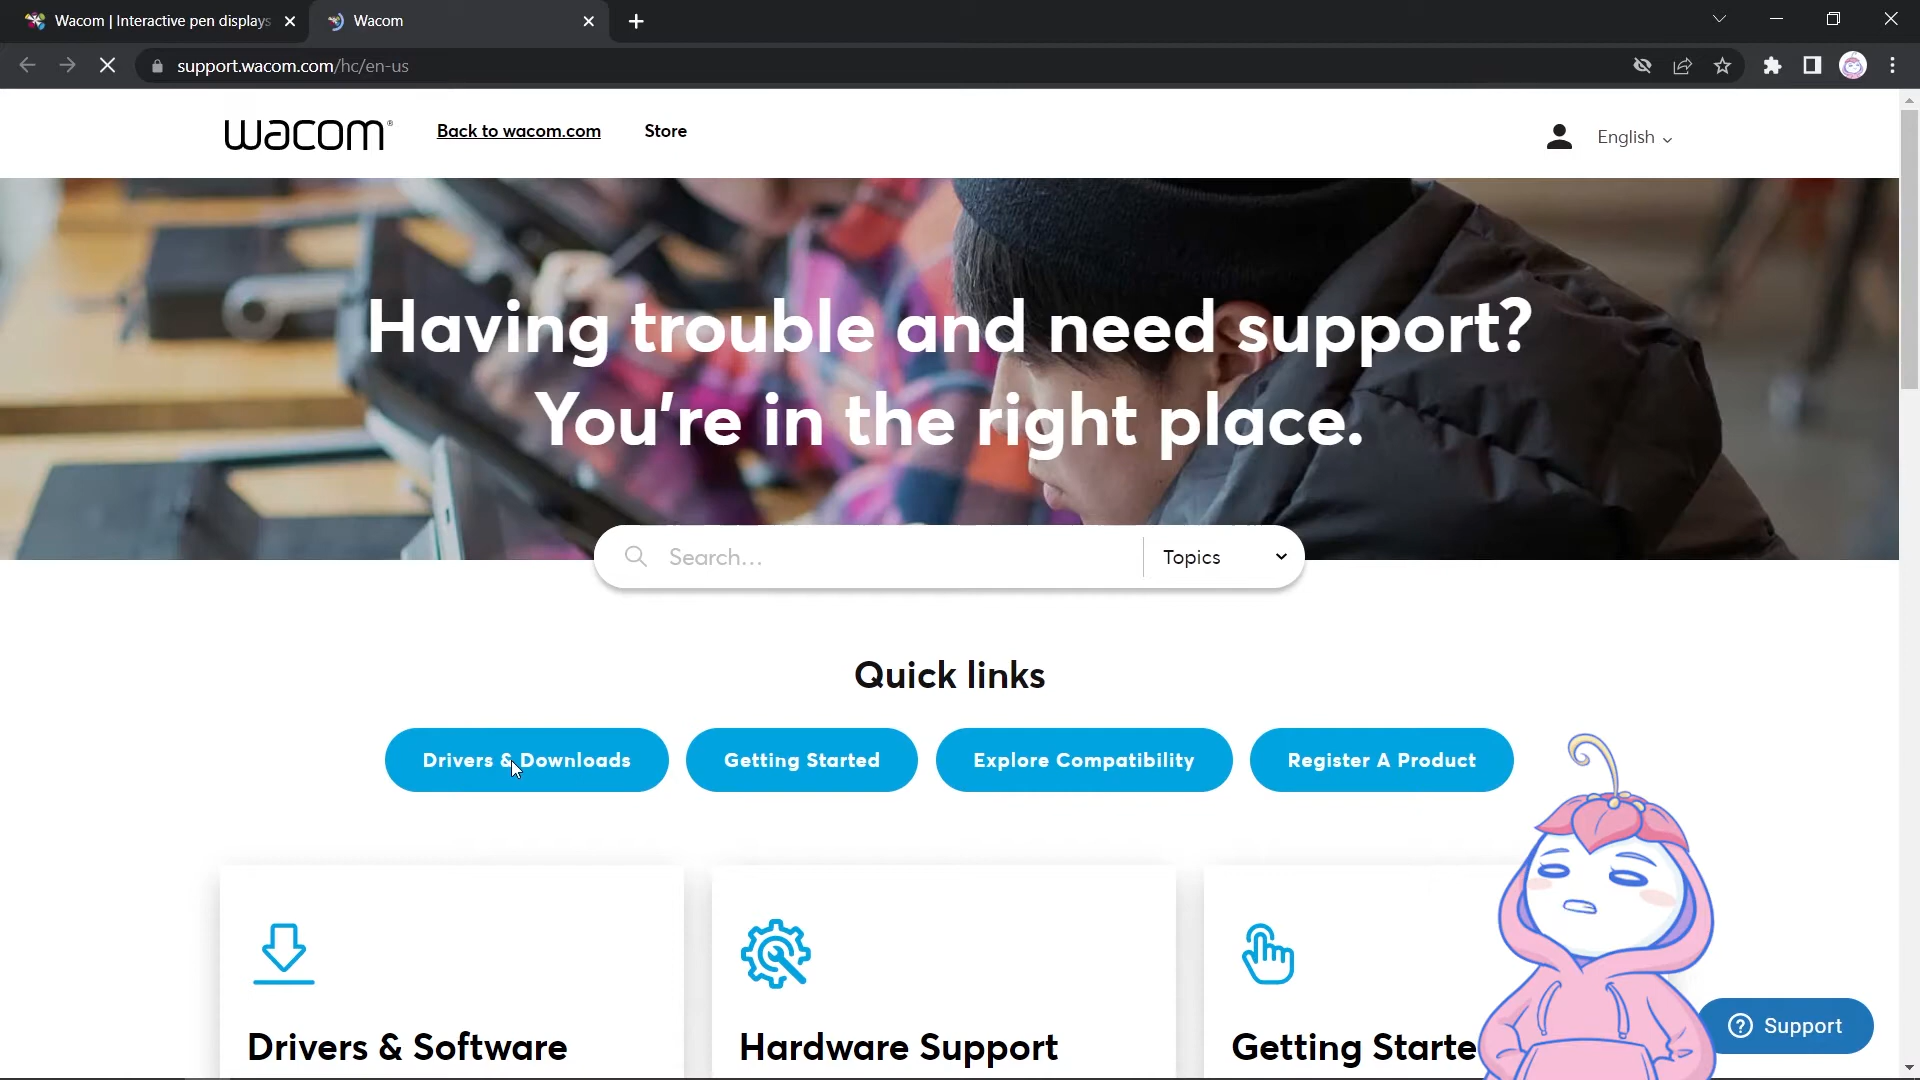 Wacom | Interactive pen displays
Wacom
support.wacom.com/hc/en-us
wacom
Back to wacom.com
Store
English
Having trouble and need support?
You're in the right place.
Search...
Topics
Quick links
Drivers & Downloads
Getting Started
Explore Compatibility
Register A Product
Drivers & Software
Hardware Support
Getting Starte
Support